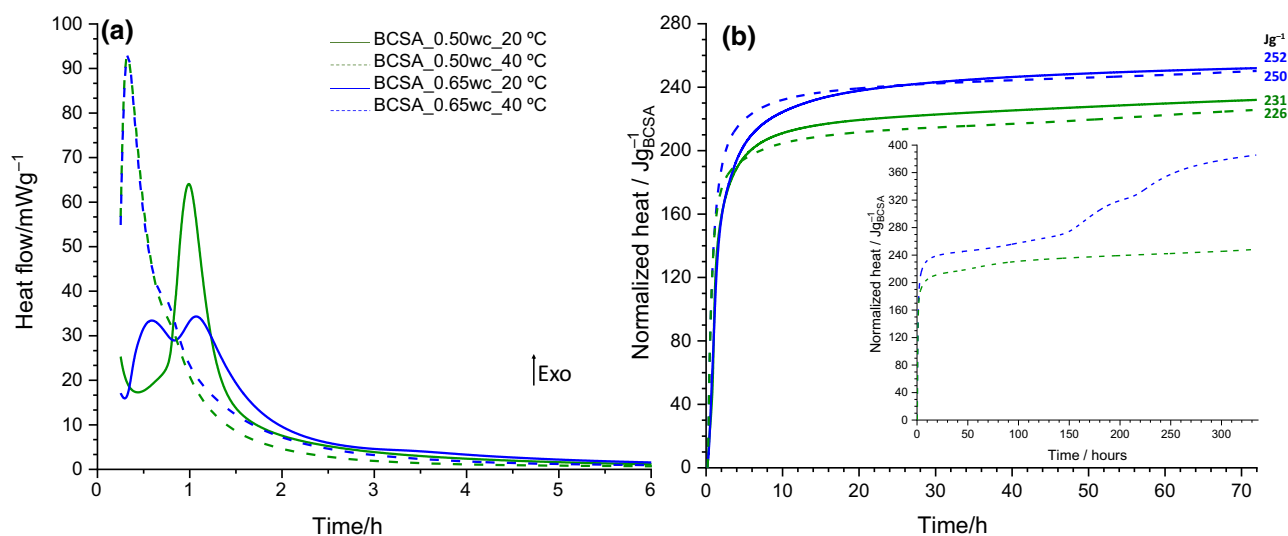 (a)
BCSA_0.50wc_20 ºC
BCSA_0.50wc_40 ºC
BCSA_0.65wc_20 ºC
BCSA_0.65wc_40 ºC
Exo
Heat flow/mWg⁻¹
100
90
80
70
60
50
40
30
20
10
0
0 1 2 3 4 5 6
Time/h
(b)
Jg⁻¹
252
250
231
226
Normalized heat / Jg⁻¹BCSA
280
240
200
160
120
80
40
0
0 10 20 30 40 50 60 70
Time/h
Normalized heat / Jg⁻¹BCSA
400
360
320
280
240
200
160
120
80
40
0
0 50 100 150 200 250 300
Time / hours